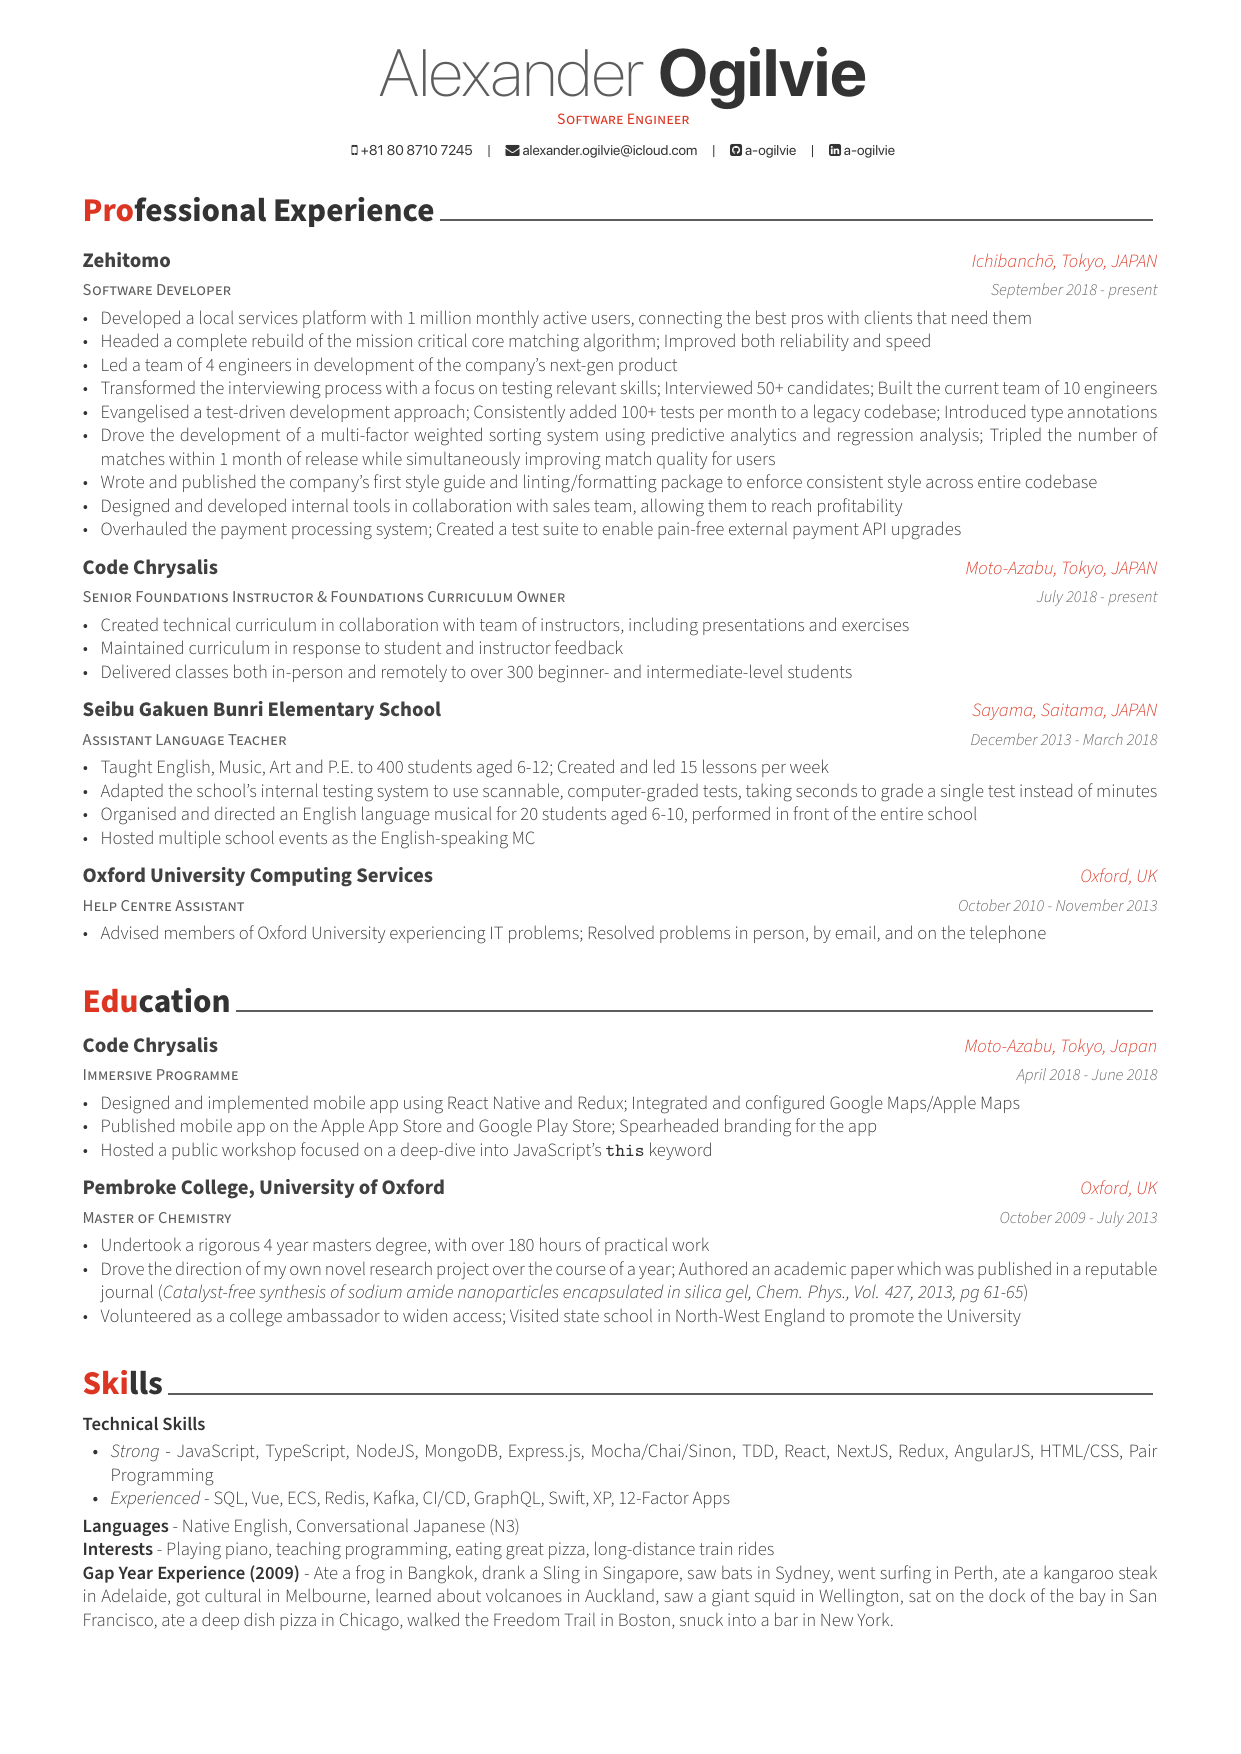 Alexander Ogilvie
Software Engineer
+81 80 8710 7245 | alexander.ogilvie@icloud.com | a-ogilvie | a-ogilvie
Professional Experience
Zehitomo Ichibanchō, Tokyo, JAPAN
Software Developer September 2018 - present
• Developed a local services platform with 1 million monthly active users, connecting the best pros with clients that need them
• Headed a complete rebuild of the mission critical core matching algorithm; Improved both reliability and speed
• Led a team of 4 engineers in development of the company’s next-gen product
• Transformed the interviewing process with a focus on testing relevant skills; Interviewed 50+ candidates; Built the current team of 10 engineers
• Evangelised a test-driven development approach; Consistently added 100+ tests per month to a legacy codebase; Introduced type annotations
• Drove the development of a multi-factor weighted sorting system using predictive analytics and regression analysis; Tripled the number of
matches within 1 month of release while simultaneously improving match quality for users
• Wrote and published the company’s first style guide and linting/formatting package to enforce consistent style across entire codebase
• Designed and developed internal tools in collaboration with sales team, allowing them to reach profitability
• Overhauled the payment processing system; Created a test suite to enable pain-free external payment API upgrades
Code Chrysalis Moto-Azabu, Tokyo, JAPAN
Senior Foundations Instructor & Foundations Curriculum Owner July 2018 - present
• Created technical curriculum in collaboration with team of instructors, including presentations and exercises
• Maintained curriculum in response to student and instructor feedback
• Delivered classes both in-person and remotely to over 300 beginner- and intermediate-level students
Seibu Gakuen Bunri Elementary School Sayama, Saitama, JAPAN
Assistant Language Teacher December 2013 - March 2018
• Taught English, Music, Art and P.E. to 400 students aged 6-12; Created and led 15 lessons per week
• Adapted the school’s internal testing system to use scannable, computer-graded tests, taking seconds to grade a single test instead of minutes
• Organised and directed an English language musical for 20 students aged 6-10, performed in front of the entire school
• Hosted multiple school events as the English-speaking MC
Oxford University Computing Services Oxford, UK
Help Centre Assistant October 2010 - November 2013
• Advised members of Oxford University experiencing IT problems; Resolved problems in person, by email, and on the telephone
Education
Code Chrysalis Moto-Azabu, Tokyo, Japan
Immersive Programme April 2018 - June 2018
• Designed and implemented mobile app using React Native and Redux; Integrated and configured Google Maps/Apple Maps
• Published mobile app on the Apple App Store and Google Play Store; Spearheaded branding for the app
• Hosted a public workshop focused on a deep-dive into JavaScript’s this keyword
Pembroke College, University of Oxford Oxford, UK
Master of Chemistry October 2009 - July 2013
• Undertook a rigorous 4 year masters degree, with over 180 hours of practical work
• Drove the direction of my own novel research project over the course of a year; Authored an academic paper which was published in a reputable
journal (Catalyst-free synthesis of sodium amide nanoparticles encapsulated in silica gel, Chem. Phys., Vol. 427, 2013, pg 61-65)
• Volunteered as a college ambassador to widen access; Visited state school in North-West England to promote the University
Skills
Technical Skills
• Strong - JavaScript, TypeScript, NodeJS, MongoDB, Express.js, Mocha/Chai/Sinon, TDD, React, NextJS, Redux, AngularJS, HTML/CSS, Pair
Programming
• Experienced - SQL, Vue, ECS, Redis, Kafka, CI/CD, GraphQL, Swift, XP, 12-Factor Apps
Languages - Native English, Conversational Japanese (N3)
Interests - Playing piano, teaching programming, eating great pizza, long-distance train rides
Gap Year Experience (2009) - Ate a frog in Bangkok, drank a Sling in Singapore, saw bats in Sydney, went surfing in Perth, ate a kangaroo steak
in Adelaide, got cultural in Melbourne, learned about volcanoes in Auckland, saw a giant squid in Wellington, sat on the dock of the bay in San
Francisco, ate a deep dish pizza in Chicago, walked the Freedom Trail in Boston, snuck into a bar in New York.